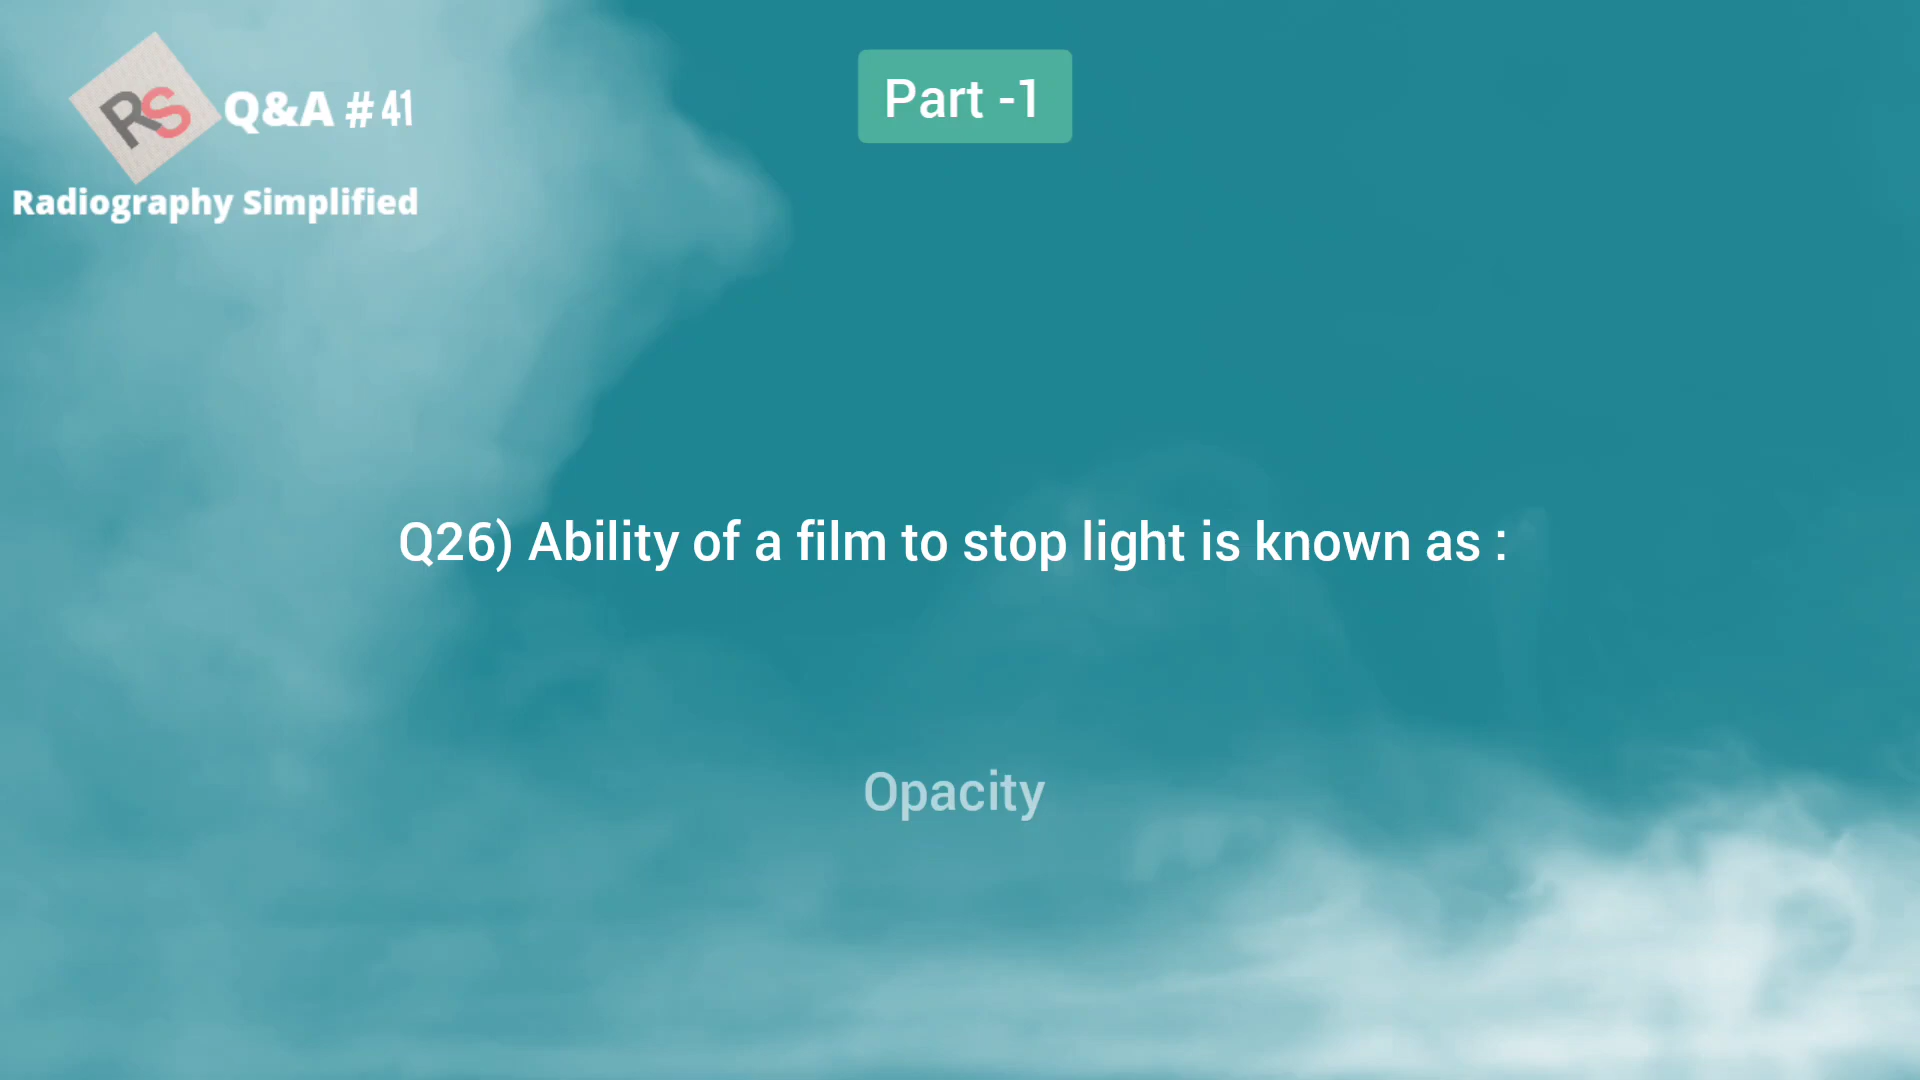 RS Q&A # 41
Radiography Simplified
Part -1
Q26) Ability of a film to stop light is known as :
Opacity